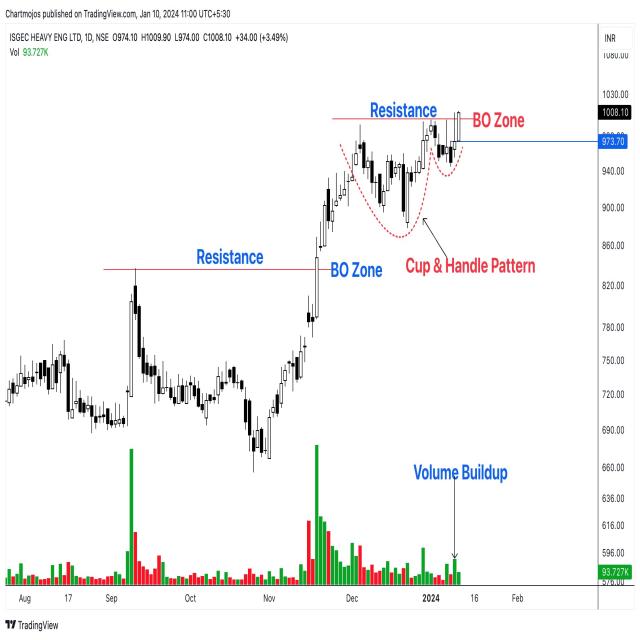 Chartmojos published on TradingView.com, Jan 10, 2024 11:00 UTC+5:30
ISGEC HEAVY ENG LTD, 1D, NSE O974.10 H1009.90 L974.00 C1008.10 +34.00 (+3.49%)
INR
Vol 93.727K
1080.00
1030.00
Resistance
1008.10
BO Zone
973.70
940.00
900.00
Resistance
860.00
BO Zone
Cup & Handle Pattern
820.00
780.00
750.00
720.00
690.00
Volume Buildup
660.00
636.00
616.00
596.00
93.727K
576.00
Aug 17 Sep Oct Nov Dec 2024 16 Feb
TradingView